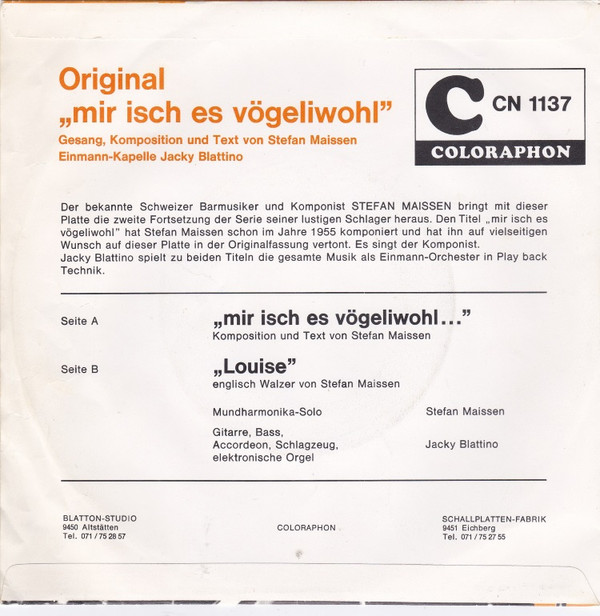 Original
„mir isch es vögeliwohl”
Gesang, Komposition und Text von Stefan Maissen
Einmann-Kapelle Jacky Blattino
C CN 1137
COLORAPHON
Der bekannte Schweizer Barmusiker und Komponist STEFAN MAISSEN bringt mit dieser
Platte die zweite Fortsetzung der Serie seiner lustigen Schlager heraus. Den Titel „mir isch es
vögeliwohl” hat Stefan Maissen schon im Jahre 1955 komponiert und hat ihn auf vielseitigen
Wunsch auf dieser Platte in der Originalfassung vertont. Es singt der Komponist.
Jacky Blattino spielt zu beiden Titeln die gesamte Musik als Einmann-Orchester in Play back
Technik.
Seite A „mir isch es vögeliwohl...”
Komposition und Text von Stefan Maissen
Seite B „Louise”
englisch Walzer von Stefan Maissen
Mundharmonika-Solo Stefan Maissen
Gitarre, Bass,
Accordeon, Schlagzeug, Jacky Blattino
elektronische Orgel
BLATTON-STUDIO
9450 Altstätten
Tel. 071 / 75 28 57
COLORAPHON
SCHALLPLATTEN-FABRIK
9451 Eichberg
Tel. 071 / 75 27 55